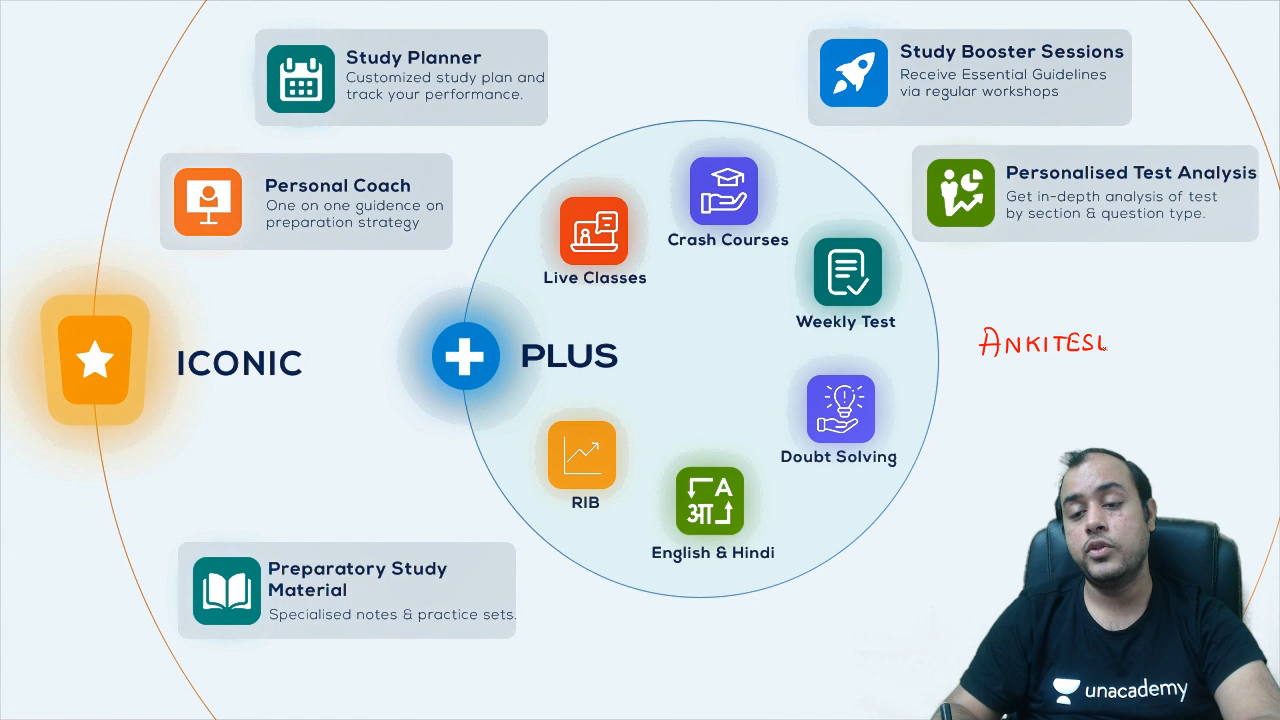 Study Planner
Customized study plan and
track your performance.
Study Booster Sessions
Receive Essential Guidelines
via regular workshops
Personal Coach
One on one guidence on
preparation strategy
Personalised Test Analysis
Get in-depth analysis of test
by section & question type.
Crash Courses
Live Classes
Weekly Test
ICONIC
PLUS
ANKITESL
Doubt Solving
RIB
A
आ
English & Hindi
Preparatory Study
Material
Specialised notes & practice sets.
unacademy